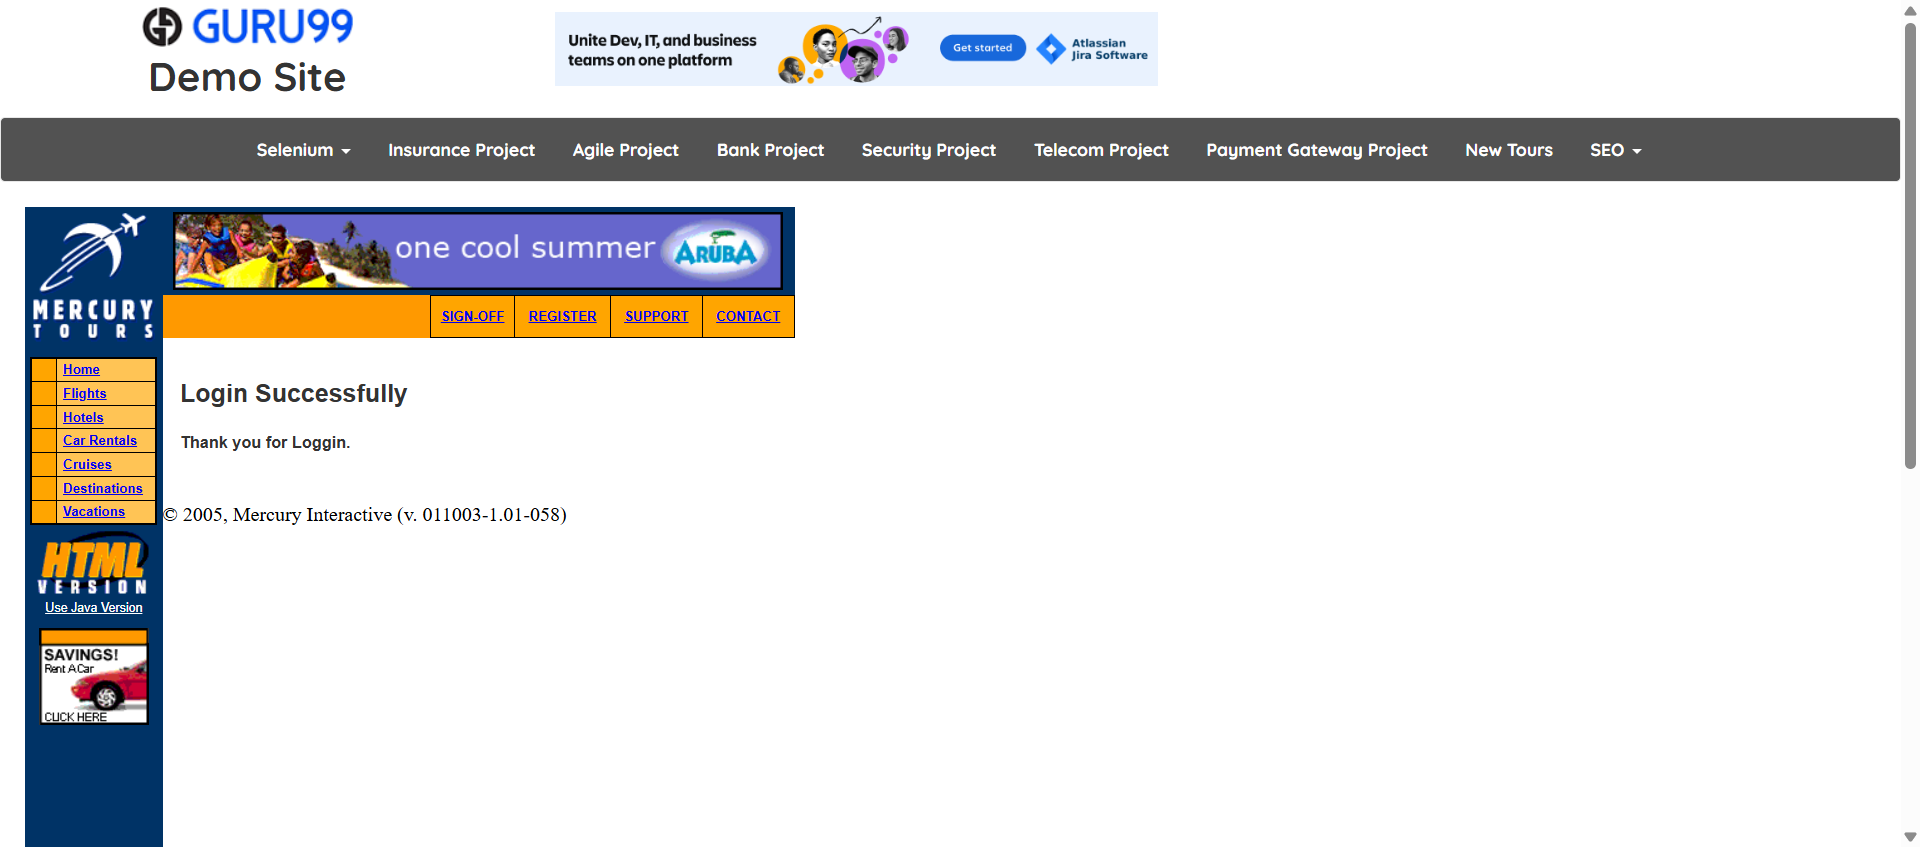 GURU99
Demo Site
Unite Dev, IT, and business
teams on one platform
Get started
Atlassian
Jira Software
Selenium
Insurance Project
Agile Project
Bank Project
Security Project
Telecom Project
Payment Gateway Project
New Tours
SEO
MERCURY
TOURS
one cool summer
ARUBA
SIGN-OFF
REGISTER
SUPPORT
CONTACT
Home
Flights
Hotels
Car Rentals
Cruises
Destinations
Vacations
Login Successfully
Thank you for Loggin.
© 2005, Mercury Interactive (v. 011003-1.01-058)
HTML
VERSION
Use Java Version
SAVINGS!
Rent A Car
CLICK HERE